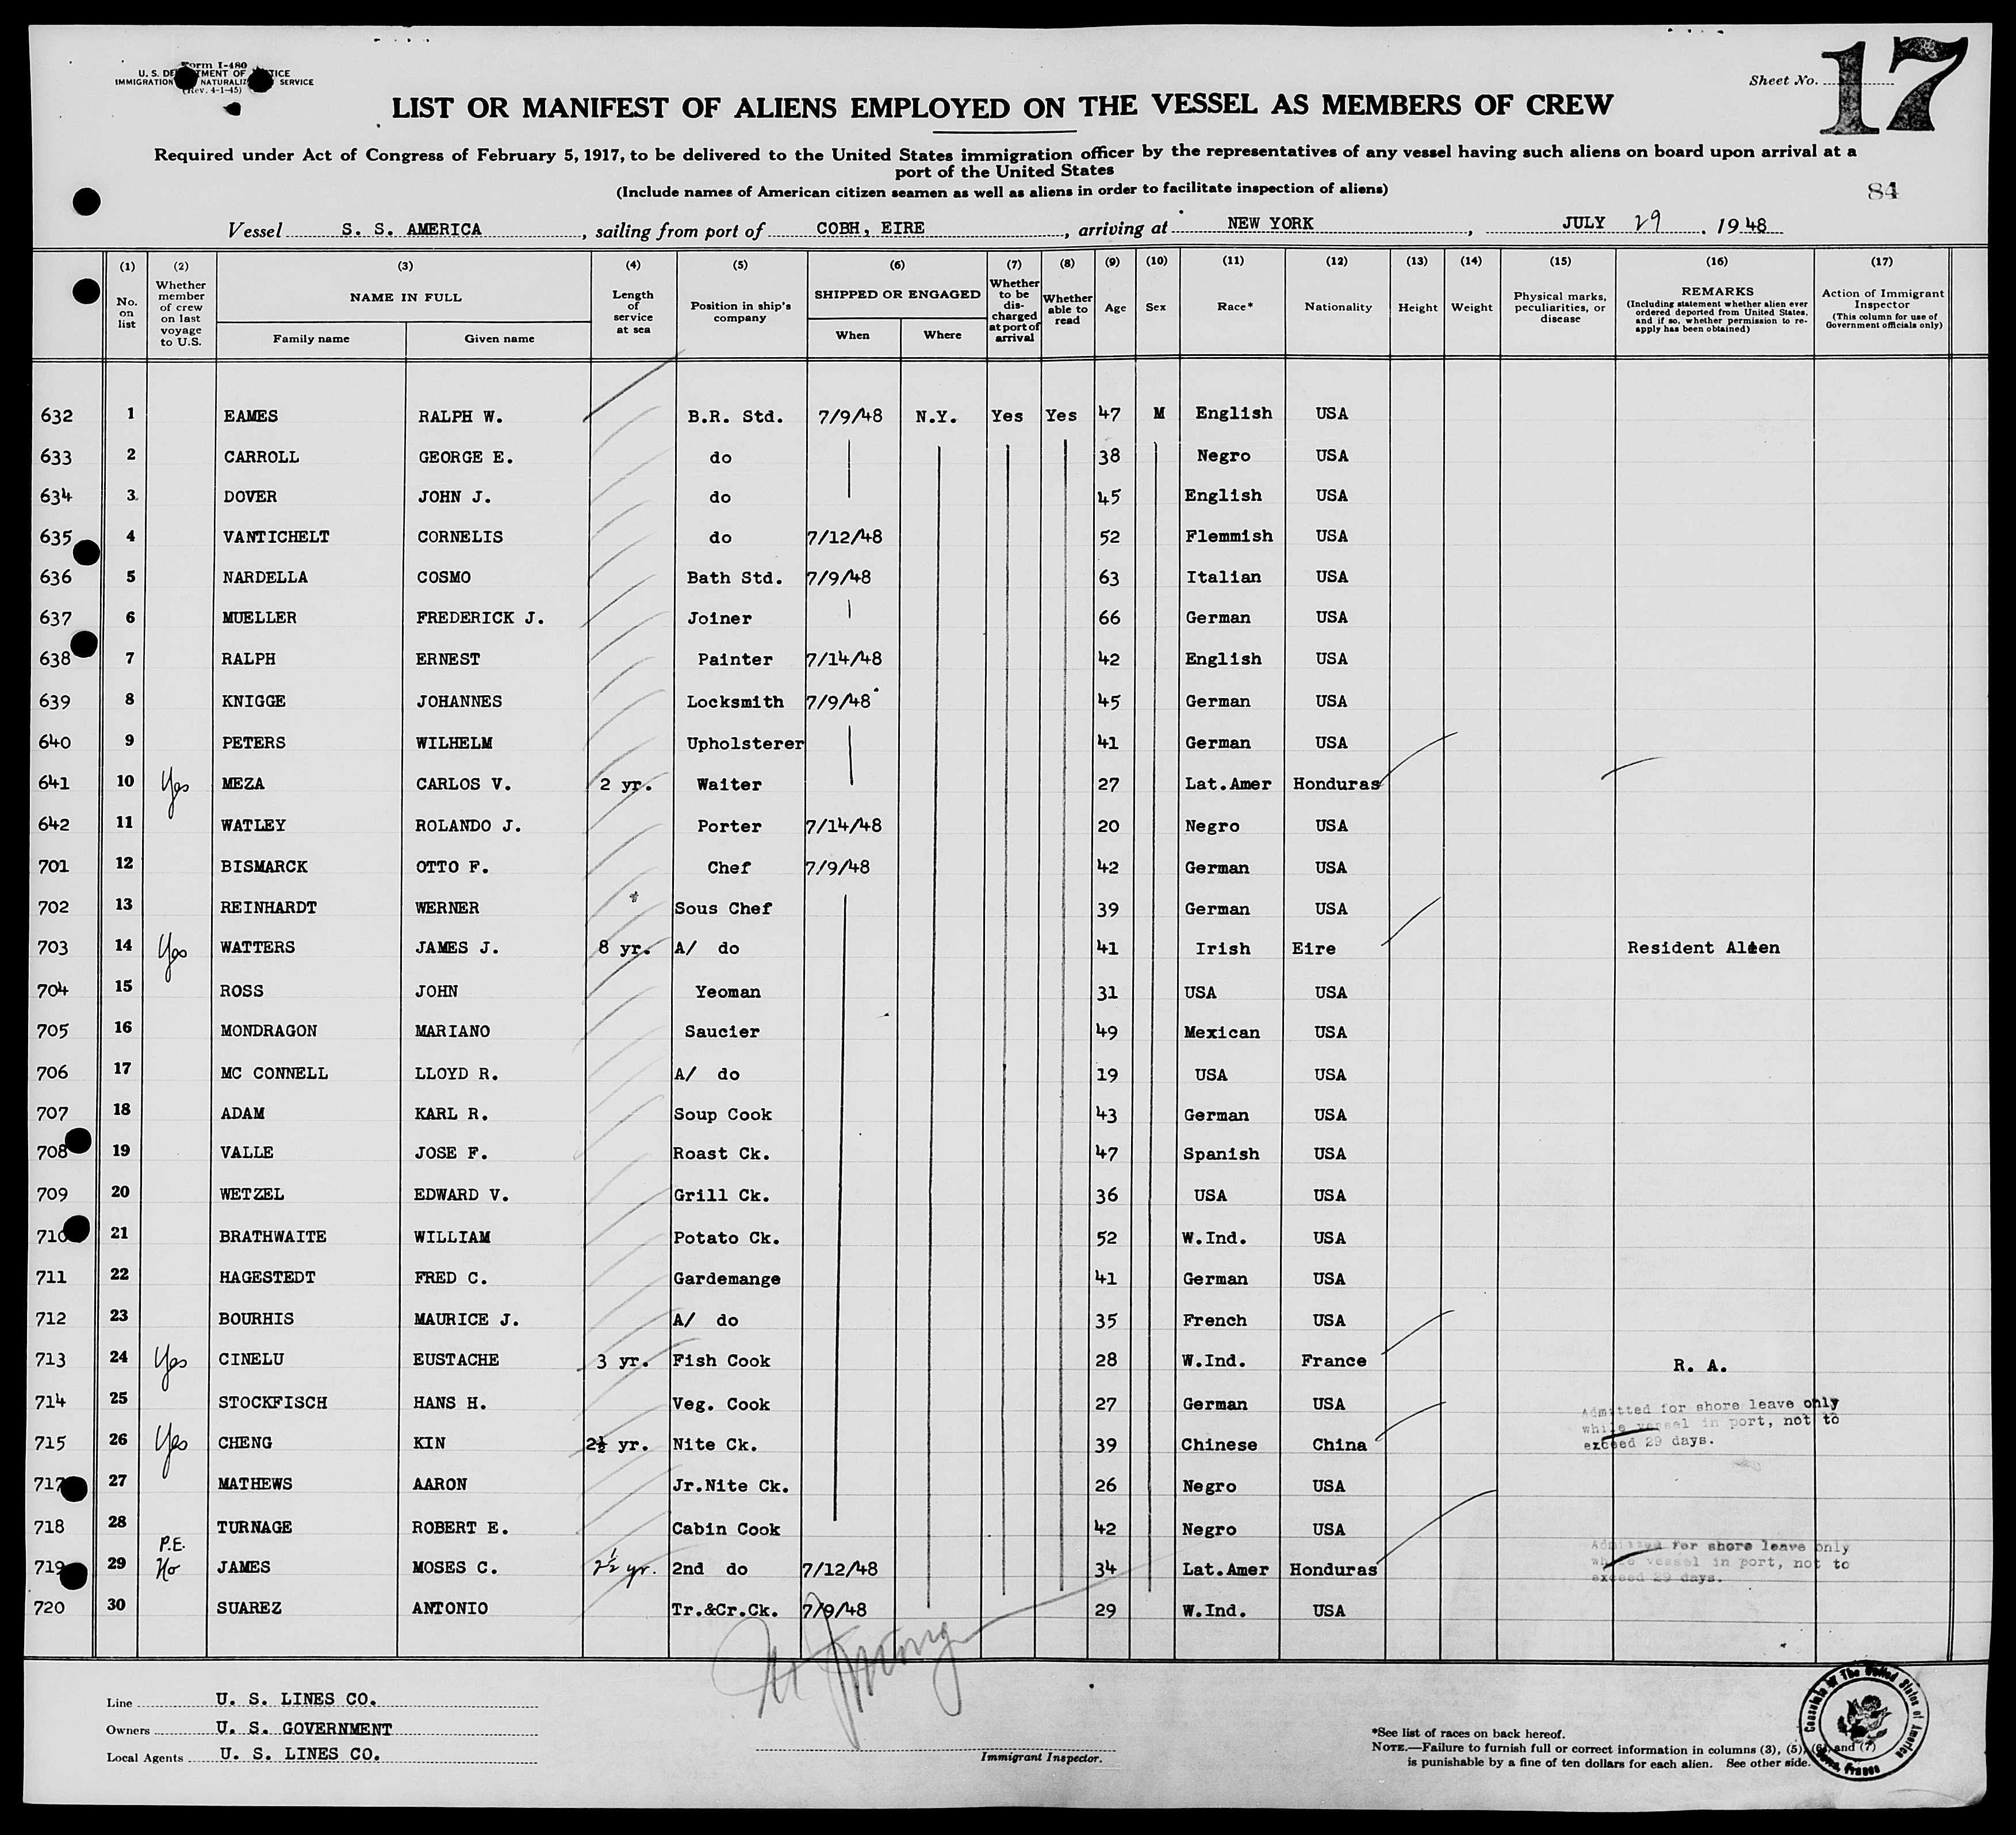 Form I-480
U. S. DEPARTMENT OF JUSTICE
IMMIGRATION NATURALIZATION SERVICE
(Rev. 4-1-45)
Sheet No. 17
LIST OR MANIFEST OF ALIENS EMPLOYED ON THE VESSEL AS MEMBERS OF CREW
Required under Act of Congress of February 5, 1917, to be delivered to the United States immigration officer by the representatives of any vessel having such aliens on board upon arrival at a
port of the United States
(Include names of American citizen seamen as well as aliens in order to facilitate inspection of aliens)
84
Vessel S. S. AMERICA, sailing from port of COBH, EIRE, arriving at NEW YORK, JULY 29, 1948
(1) (2) (3) (4) (5) (6) (7) (8) (9) (10) (11) (12) (13) (14) (15) (16) (17)
No. on list
Whether member of crew on last voyage to U.S.
NAME IN FULL
Family name Given name
Length of service at sea
Position in ship's company
SHIPPED OR ENGAGED
When Where
Whether to be discharged at port of arrival
Whether able to read
Age Sex Race* Nationality Height Weight
Physical marks, peculiarities, or disease
REMARKS
(Including statement whether alien ever ordered deported from United States, and if so, whether permission to reapply has been obtained)
Action of Immigrant Inspector
(This column for use of Government officials only)
632 1 EAMES RALPH W. B.R. Std. 7/9/48 N.Y. Yes Yes 47 M English USA
633 2 CARROLL GEORGE E. do 38 Negro USA
634 3 DOVER JOHN J. do 45 English USA
635 4 VANTICHELT CORNELIS do 7/12/48 52 Flemmish USA
636 5 NARDELLA COSMO Bath Std. 7/9/48 63 Italian USA
637 6 MUELLER FREDERICK J. Joiner 66 German USA
638 7 RALPH ERNEST Painter 7/14/48 42 English USA
639 8 KNIGGE JOHANNES Locksmith 7/9/48 45 German USA
640 9 PETERS WILHELM Upholsterer 41 German USA
641 10 Yes MEZA CARLOS V. 2 yr. Waiter 27 Lat.Amer Honduras
642 11 WATLEY ROLANDO J. Porter 7/14/48 20 Negro USA
701 12 BISMARCK OTTO F. Chef 7/9/48 42 German USA
702 13 REINHARDT WERNER Sous Chef 39 German USA
703 14 Yes WATTERS JAMES J. 8 yr. A/ do 41 Irish Eire Resident Alien
704 15 ROSS JOHN Yeoman 31 USA USA
705 16 MONDRAGON MARIANO Saucier 49 Mexican USA
706 17 MC CONNELL LLOYD R. A/ do 19 USA USA
707 18 ADAM KARL R. Soup Cook 43 German USA
708 19 VALLE JOSE F. Roast Ck. 47 Spanish USA
709 20 WETZEL EDWARD V. Grill Ck. 36 USA USA
710 21 BRATHWAITE WILLIAM Potato Ck. 52 W.Ind. USA
711 22 HAGESTEDT FRED C. Gardemange 41 German USA
712 23 BOURHIS MAURICE J. A/ do 35 French USA
713 24 Yes CINELU EUSTACHE 3 yr. Fish Cook 28 W.Ind. France R. A.
714 25 STOCKFISCH HANS H. Veg. Cook 27 German USA
Admitted for shore leave only
while vessel in port, not to
exceed 29 days.
715 26 Yes CHENG KIN 2½ yr. Nite Ck. 39 Chinese China
717 27 MATHEWS AARON Jr.Nite Ck. 26 Negro USA
718 28 TURNAGE ROBERT E. Cabin Cook 42 Negro USA
P.E.
719 29 No JAMES MOSES C. 2½ yr. 2nd do 7/12/48 34 Lat.Amer Honduras
Admitted for shore leave only
while vessel in port, not to
exceed 29 days.
720 30 SUAREZ ANTONIO Tr.&Cr.Ck. 7/9/48 29 W.Ind. USA
Line U. S. LINES CO.
Owners U. S. GOVERNMENT
Local Agents U. S. LINES CO.
Immigrant Inspector.
*See list of races on back hereof.
NOTE.—Failure to furnish full or correct information in columns (3), (5), (6), and (7)
is punishable by a fine of ten dollars for each alien. See other side.
Consulate of The United States of America
France